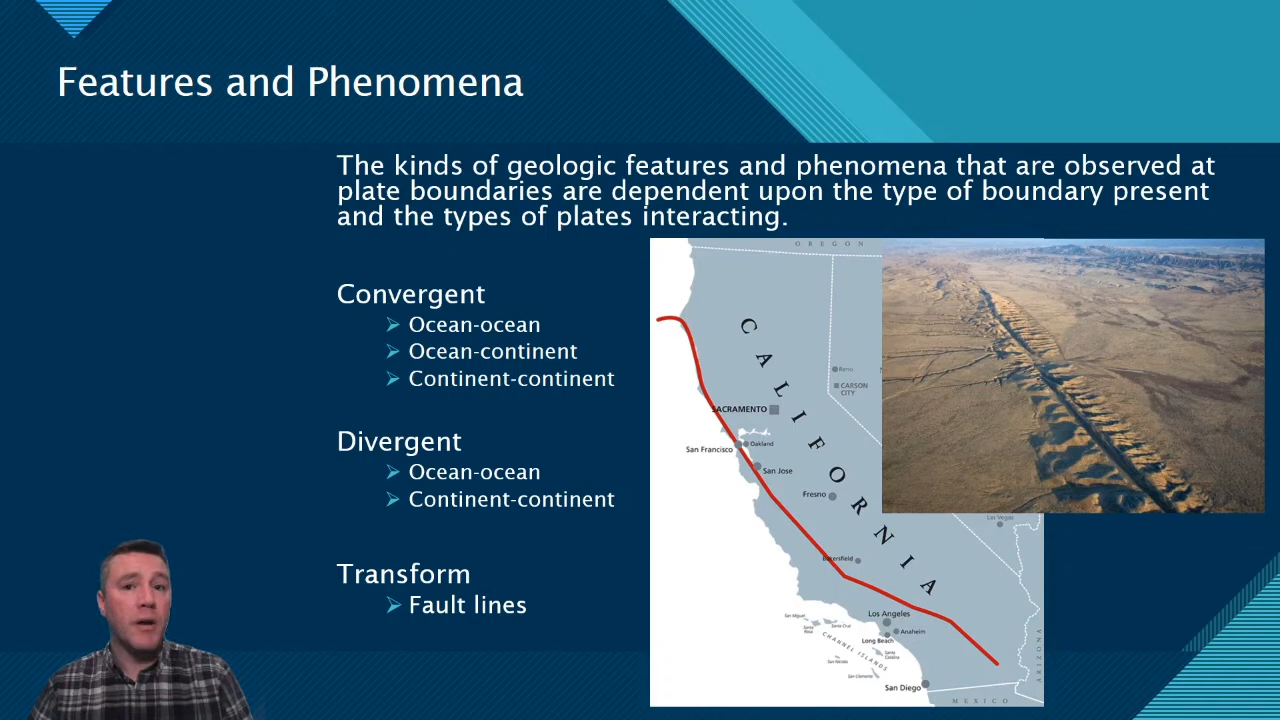 Features and Phenomena
The kinds of geologic features and phenomena that are observed at
plate boundaries are dependent upon the type of boundary present
and the types of plates interacting.
Convergent
Ocean-ocean
Ocean-continent
Continent-continent
Divergent
Ocean-ocean
Continent-continent
Transform
Fault lines
OREGON
CALIFORNIA
Reno
CARSON
CITY
SACRAMENTO
San Francisco
Oakland
San Jose
Fresno
Las Vegas
Bakersfield
Los Angeles
Anaheim
Long Beach
San Miguel
Santa
Rosa
Santa Cruz
CHANNEL ISLANDS
Santa
Catalina
San Nicolas
San Clemente
San Diego
ARIZONA
MEXICO